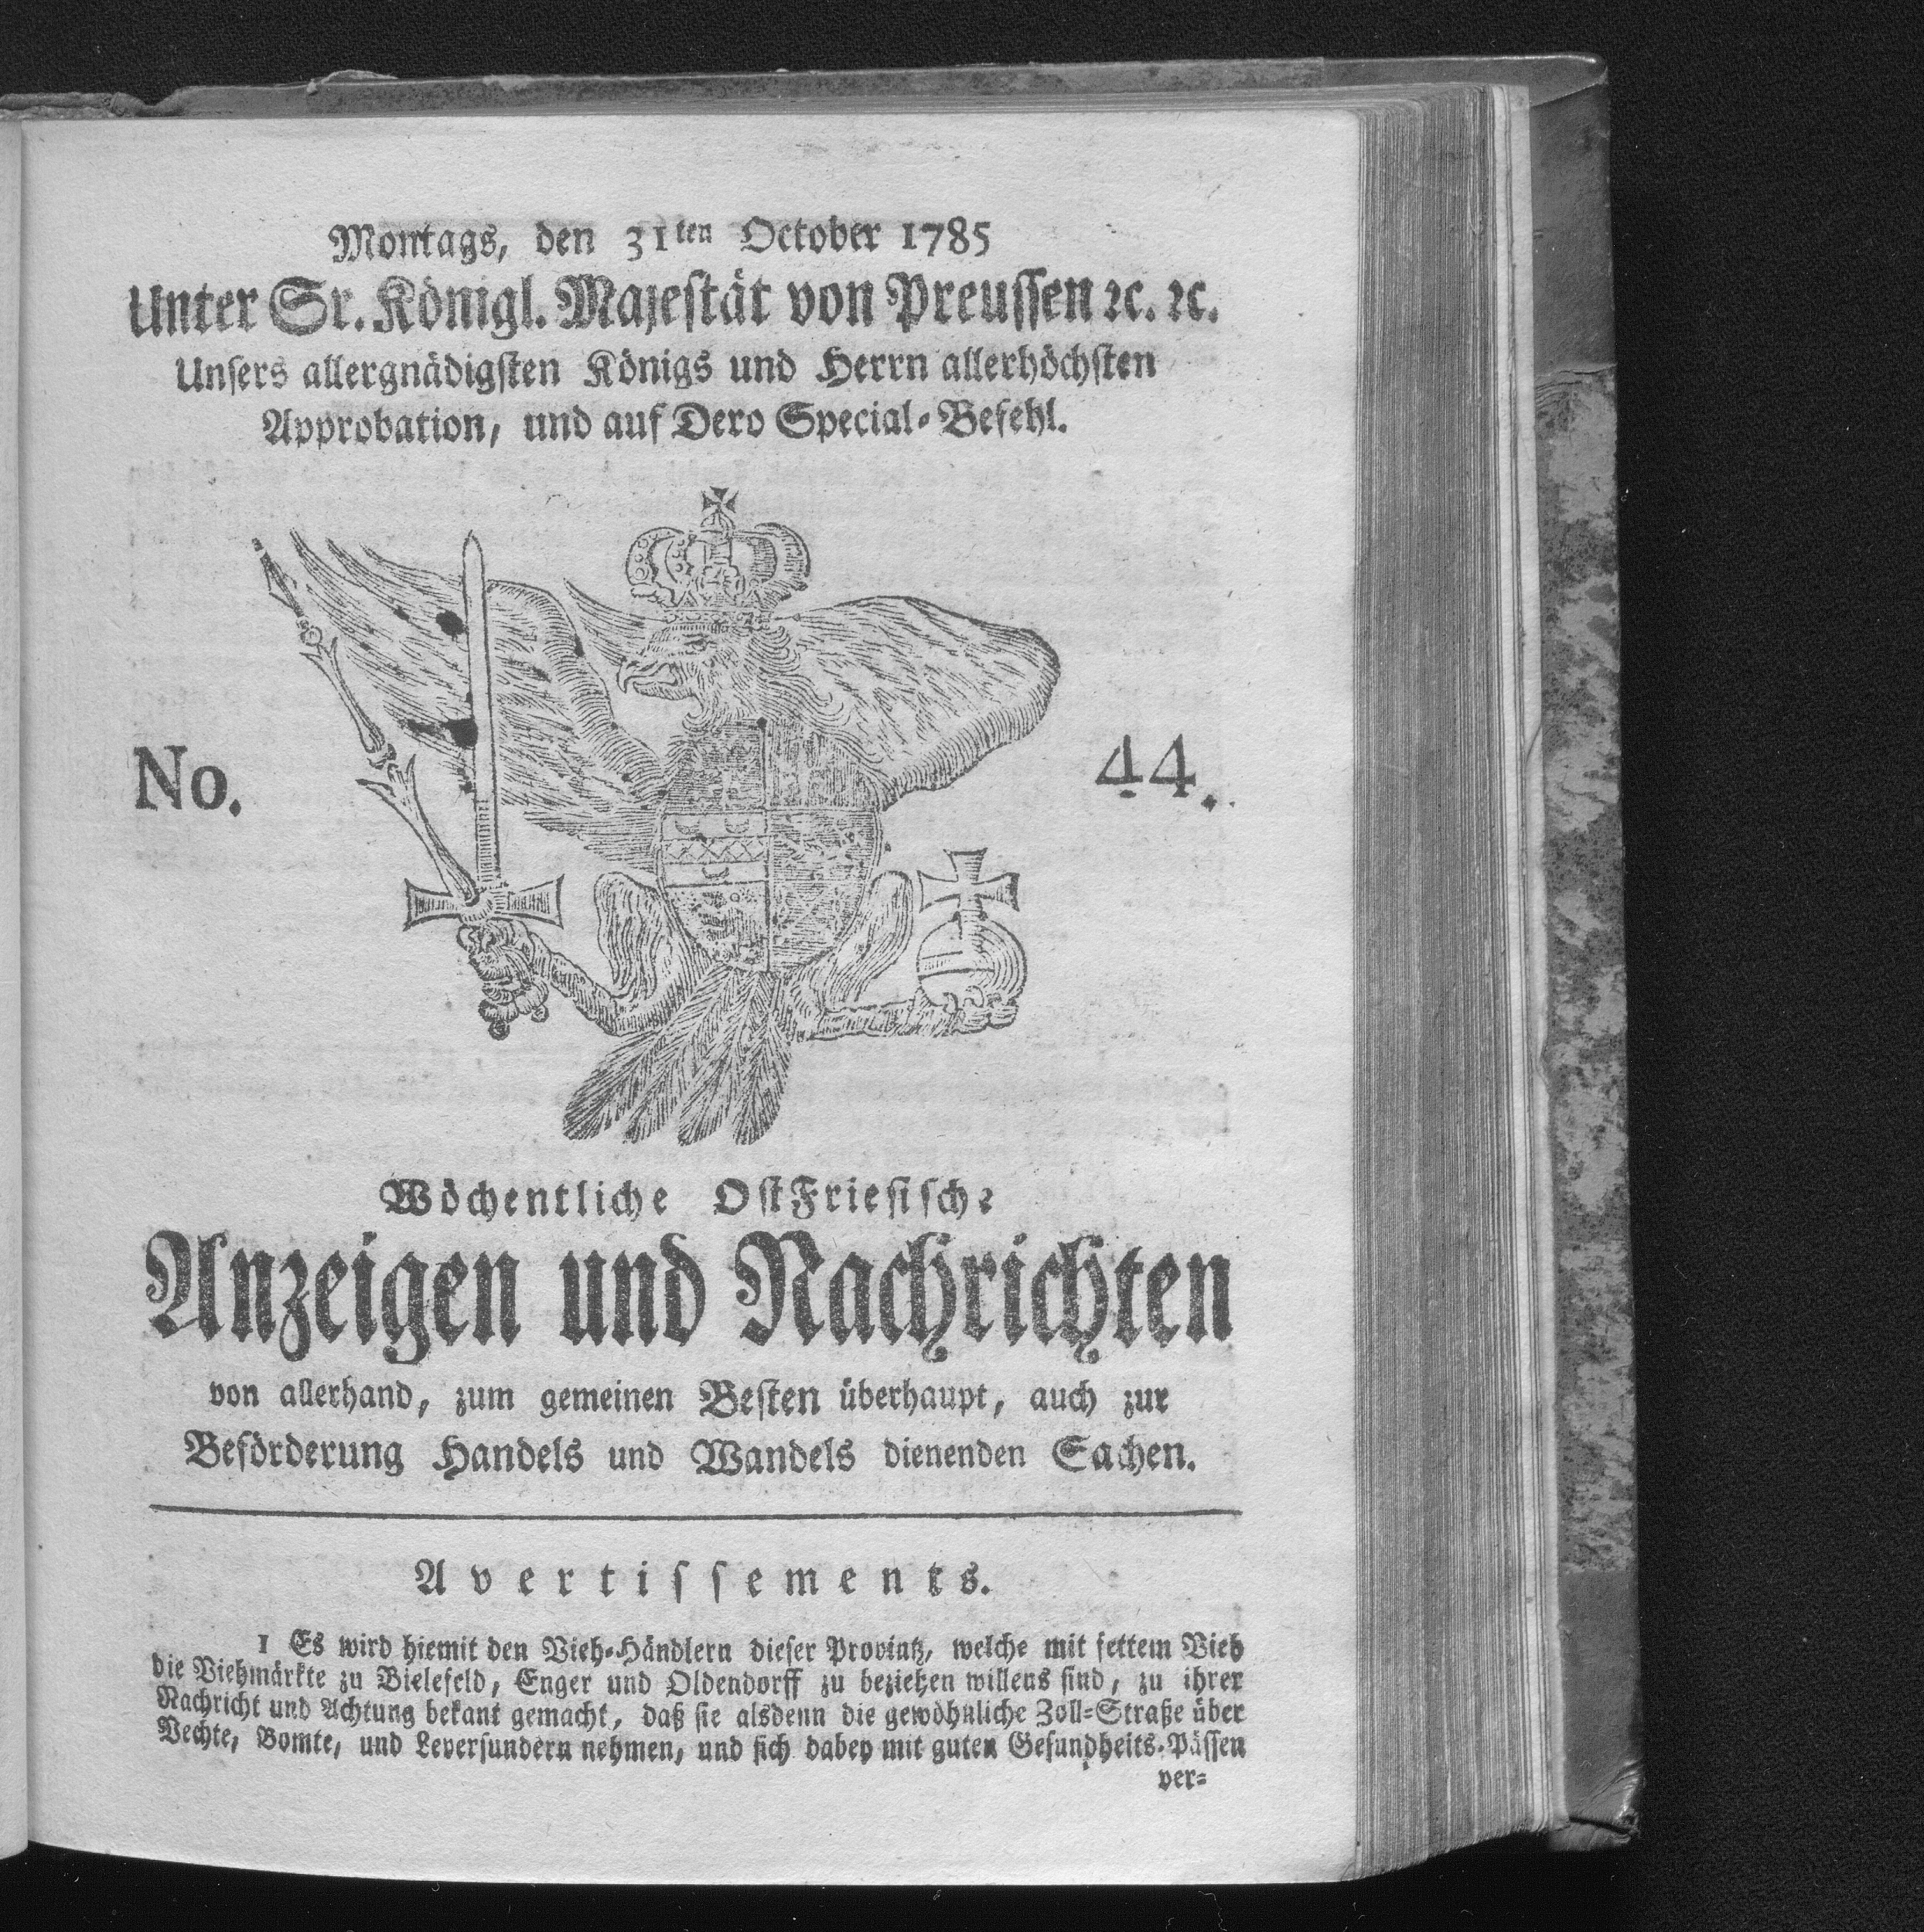 Montags, den 31ten October 1785
Unter Sr. Königl. Majestät von Preussen ꝛc. ꝛc.
Unsers allergnädigsten Königs und Herrn allerhöchsten
Approbation, und auf Dero Special-Befehl.
No. 44.
Wöchentliche OstFriesische
Anzeigen und Nachrichten
von allerhand, zum gemeinen Besten überhaupt, auch zur
Beförderung Handels und Wandels dienenden Sachen.
Avertissements.
1 Es wird hiemit den Vieh-Händlern dieser Provintz, welche mit fettem Vieh
die Viehmärkte zu Bielefeld, Enger und Oldendorff zu beziehen willens sind, zu ihrer
Nachricht und Achtung bekant gemacht, daß sie alsdenn die gewöhnliche Zoll-Straße über
Vechte, Bomte, und Leversundern nehmen, und sich dabey mit guten Gesundheits-Pässen
ver-